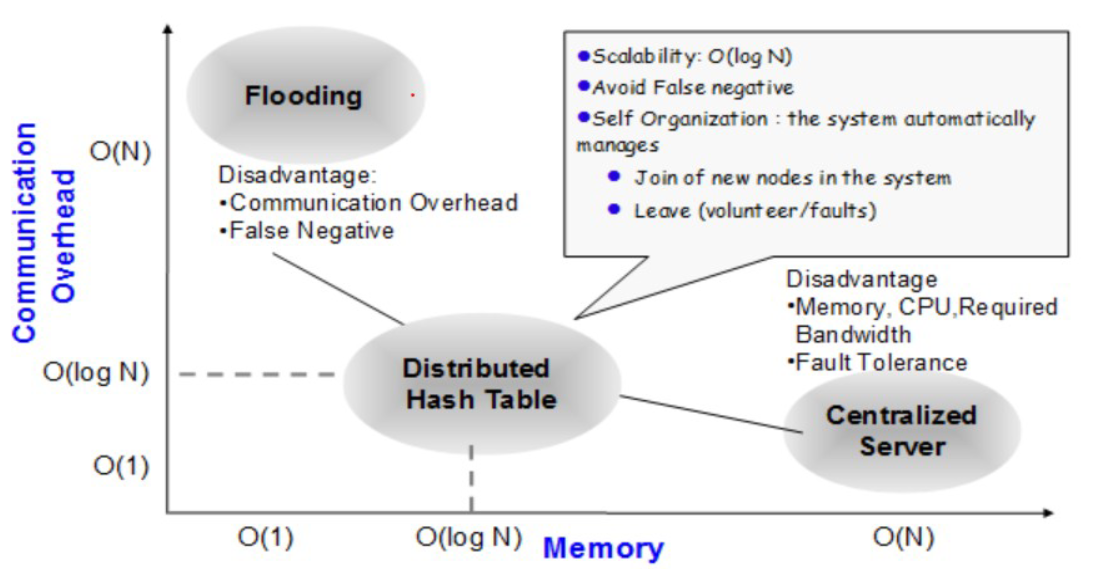 Flooding
●Scalability: O(log N)
●Avoid False negative
●Self Organization : the system automatically
manages
● Join of new nodes in the system
● Leave (volunteer/faults)
Communication
Overhead
O(N)
Disadvantage:
•Communication Overhead
•False Negative
Disadvantage
•Memory, CPU,Required
Bandwidth
•Fault Tolerance
O(log N)
Distributed
Hash Table
Centralized
Server
O(1)
O(1)
O(log N)
Memory
O(N)